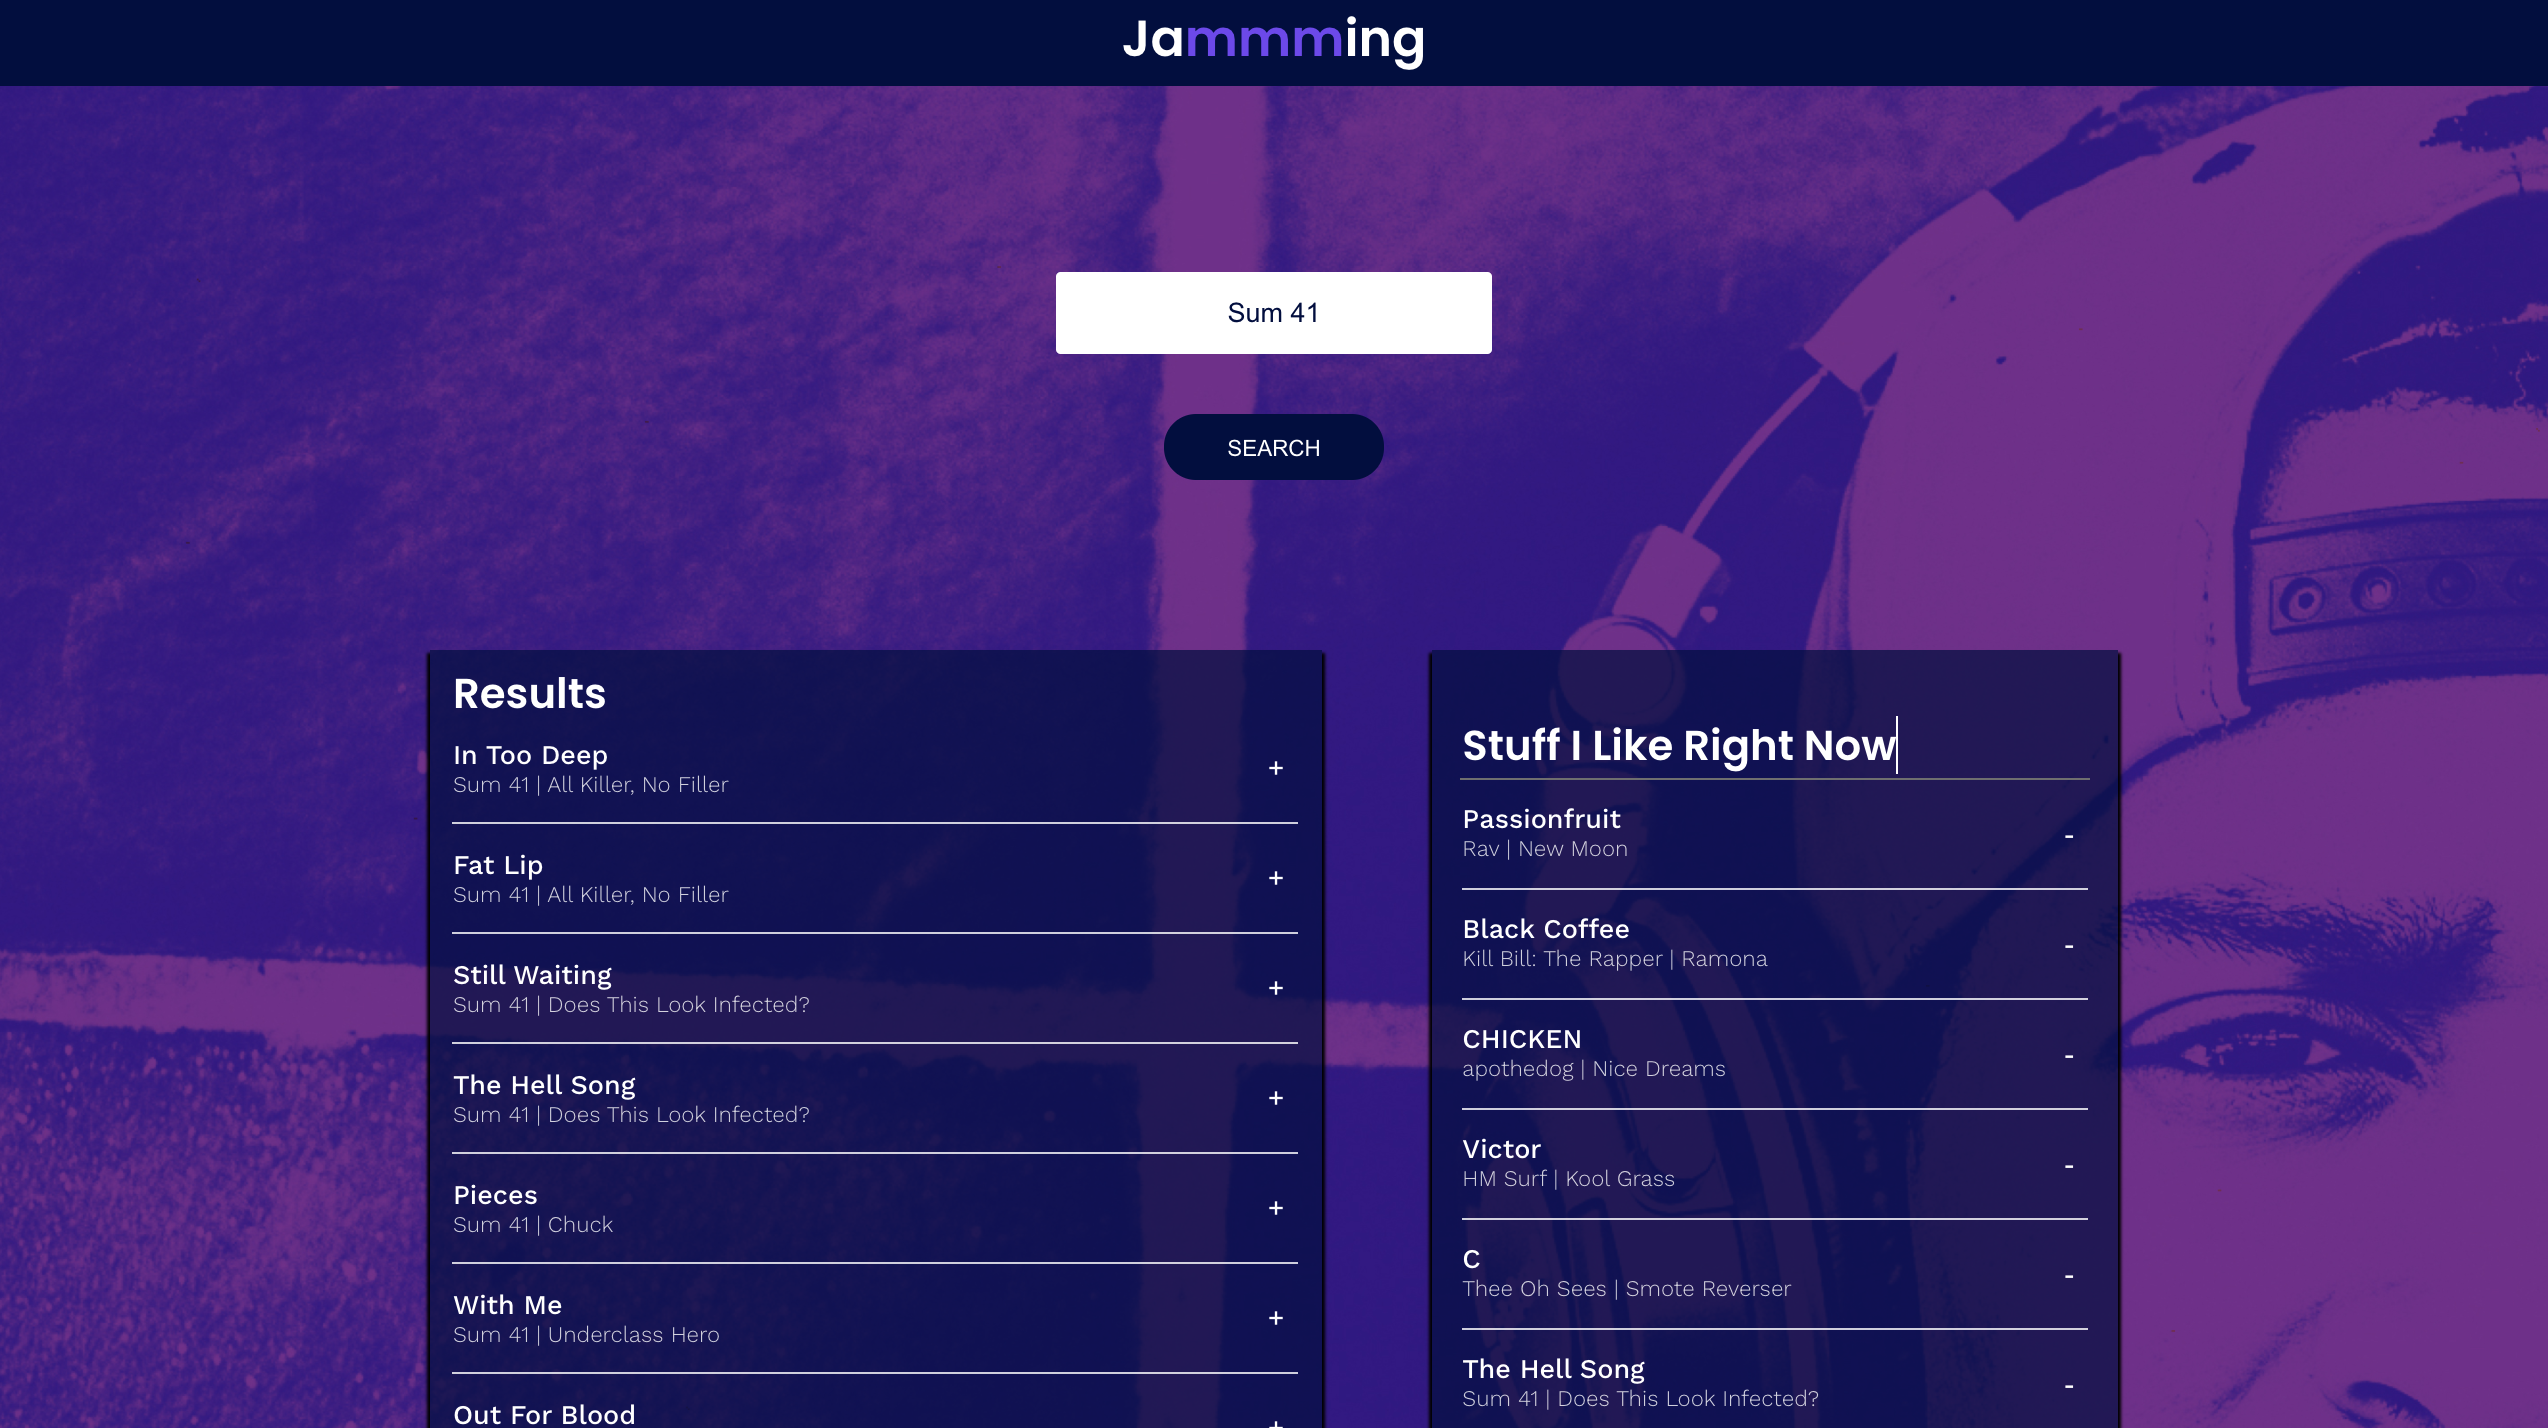 Jammming
Sum 41
SEARCH
Results
In Too Deep
Sum 41 | All Killer, No Filler
+
Fat Lip
Sum 41 | All Killer, No Filler
+
Still Waiting
Sum 41 | Does This Look Infected?
+
The Hell Song
Sum 41 | Does This Look Infected?
+
Pieces
Sum 41 | Chuck
+
With Me
Sum 41 | Underclass Hero
+
Out For Blood
+
Stuff I Like Right Now
Passionfruit
Rav | New Moon
-
Black Coffee
Kill Bill: The Rapper | Ramona
-
CHICKEN
apothedog | Nice Dreams
-
Victor
HM Surf | Kool Grass
-
C
Thee Oh Sees | Smote Reverser
-
The Hell Song
Sum 41 | Does This Look Infected?
-